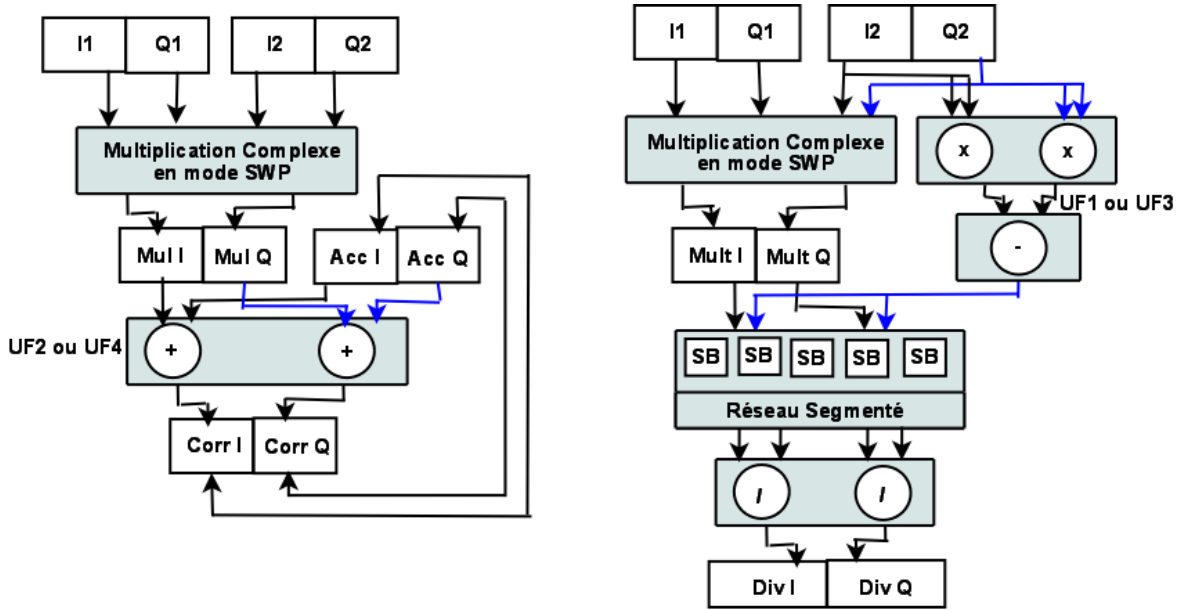 I1 Q1 I2 Q2
Multiplication Complexe
en mode SWP
Mul I Mul Q Acc I Acc Q
UF2 ou UF4
+ +
Corr I Corr Q
I1 Q1 I2 Q2
Multiplication Complexe
en mode SWP
x x
UF1 ou UF3
-
Mult I Mult Q
SB SB SB SB SB
Réseau Segmenté
/ /
Div I Div Q